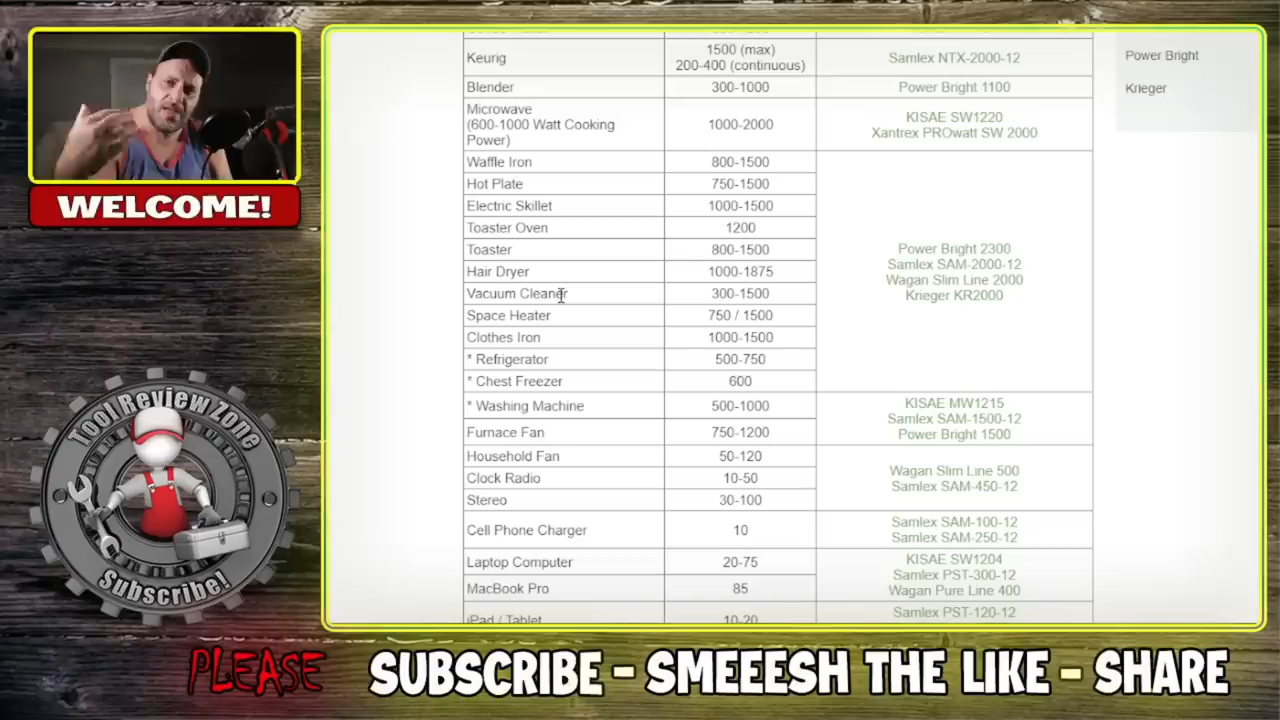 WELCOME!
Keurig
1500 (max)
200-400 (continuous)
Samlex NTX-2000-12
Blender
300-1000
Power Bright 1100
Microwave
(600-1000 Watt Cooking
Power)
1000-2000
KISAE SW1220
Xantrex PROwatt SW 2000
Waffle Iron
800-1500
Hot Plate
750-1500
Electric Skillet
1000-1500
Toaster Oven
1200
Toaster
800-1500
Hair Dryer
1000-1875
Vacuum Cleaner
300-1500
Space Heater
750 / 1500
Clothes Iron
1000-1500
* Refrigerator
500-750
* Chest Freezer
600
Power Bright 2300
Samlex SAM-2000-12
Wagan Slim Line 2000
Krieger KR2000
* Washing Machine
500-1000
Furnace Fan
750-1200
KISAE MW1215
Samlex SAM-1500-12
Power Bright 1500
Household Fan
50-120
Clock Radio
10-50
Stereo
30-100
Wagan Slim Line 500
Samlex SAM-450-12
Cell Phone Charger
10
Samlex SAM-100-12
Samlex SAM-250-12
Laptop Computer
20-75
MacBook Pro
85
KISAE SW1204
Samlex PST-300-12
Wagan Pure Line 400
iPad / Tablet
10-20
Samlex PST-120-12
Power Bright
Krieger
Tool Review Zone
Subscribe!
PLEASE SUBSCRIBE - SMEEESH THE LIKE - SHARE